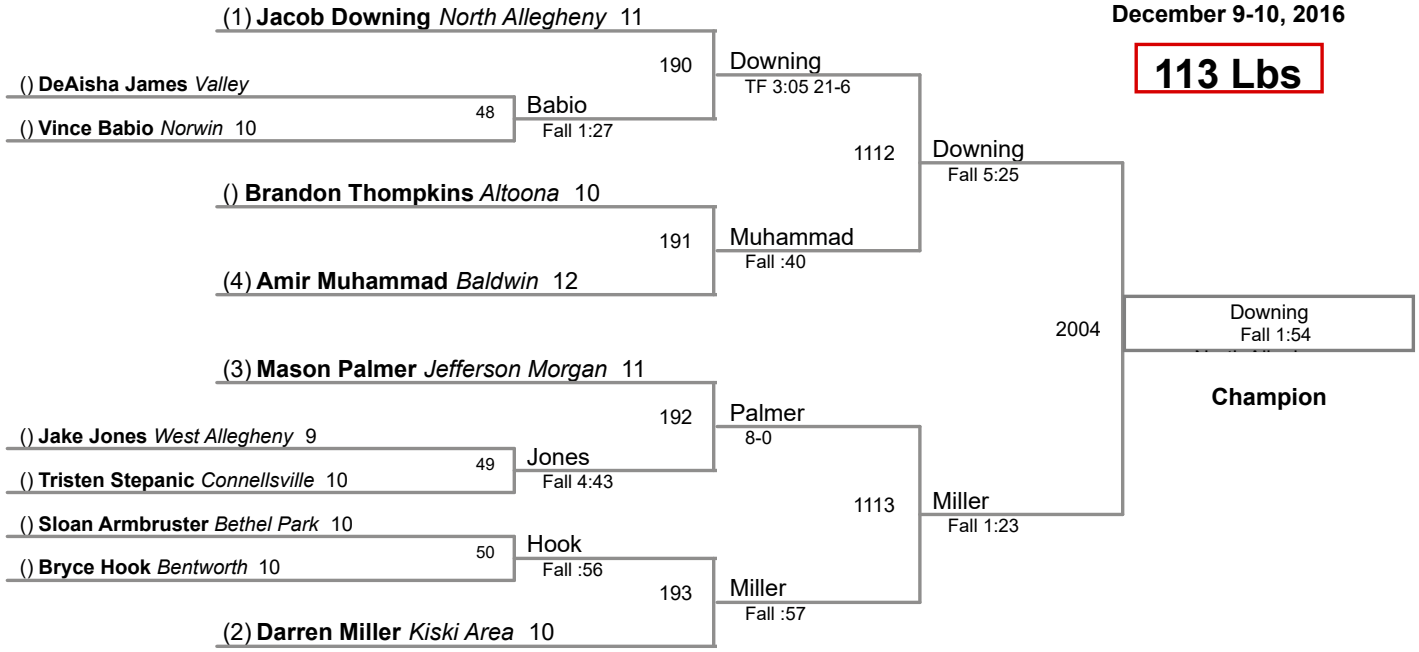 (1) Jacob Downing North Allegheny 11
December 9-10, 2016
113 Lbs
190
Downing
TF 3:05 21-6
() DeAisha James Valley
48
Babio
Fall 1:27
() Vince Babio Norwin 10
1112
Downing
Fall 5:25
() Brandon Thompkins Altoona 10
191
Muhammad
Fall :40
(4) Amir Muhammad Baldwin 12
2004
Downing
Fall 1:54
Champion
(3) Mason Palmer Jefferson Morgan 11
192
Palmer
8-0
() Jake Jones West Allegheny 9
49
Jones
Fall 4:43
() Tristen Stepanic Connellsville 10
1113
Miller
Fall 1:23
() Sloan Armbruster Bethel Park 10
50
Hook
Fall :56
() Bryce Hook Bentworth 10
193
Miller
Fall :57
(2) Darren Miller Kiski Area 10